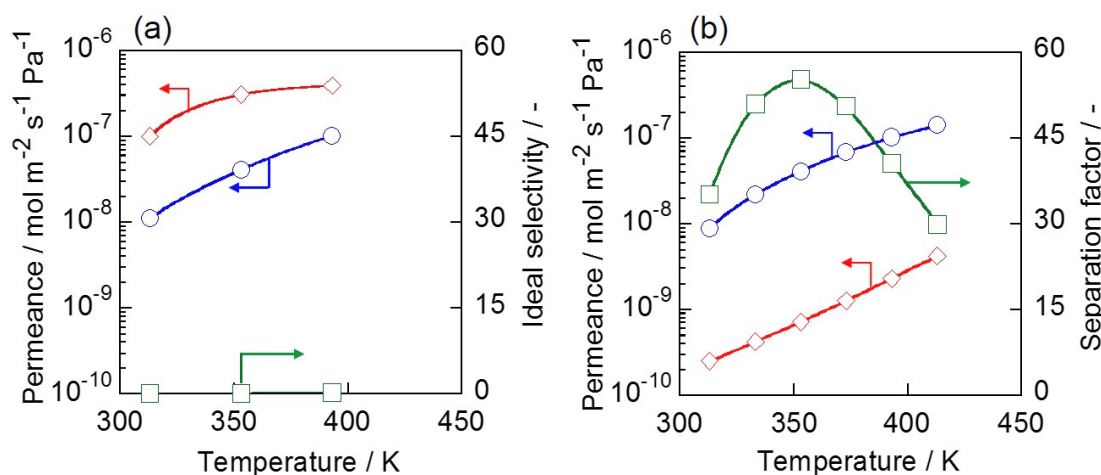 (a)
Permeance / mol m⁻² s⁻¹ Pa⁻¹
10⁻⁶
10⁻⁷
10⁻⁸
10⁻⁹
10⁻¹⁰
60
45
30
15
0
Ideal selectivity / -
300 350 400 450
Temperature / K
(b)
Permeance / mol m⁻² s⁻¹ Pa⁻¹
10⁻⁶
10⁻⁷
10⁻⁸
10⁻⁹
10⁻¹⁰
60
45
30
15
0
Separation factor / -
300 350 400 450
Temperature / K